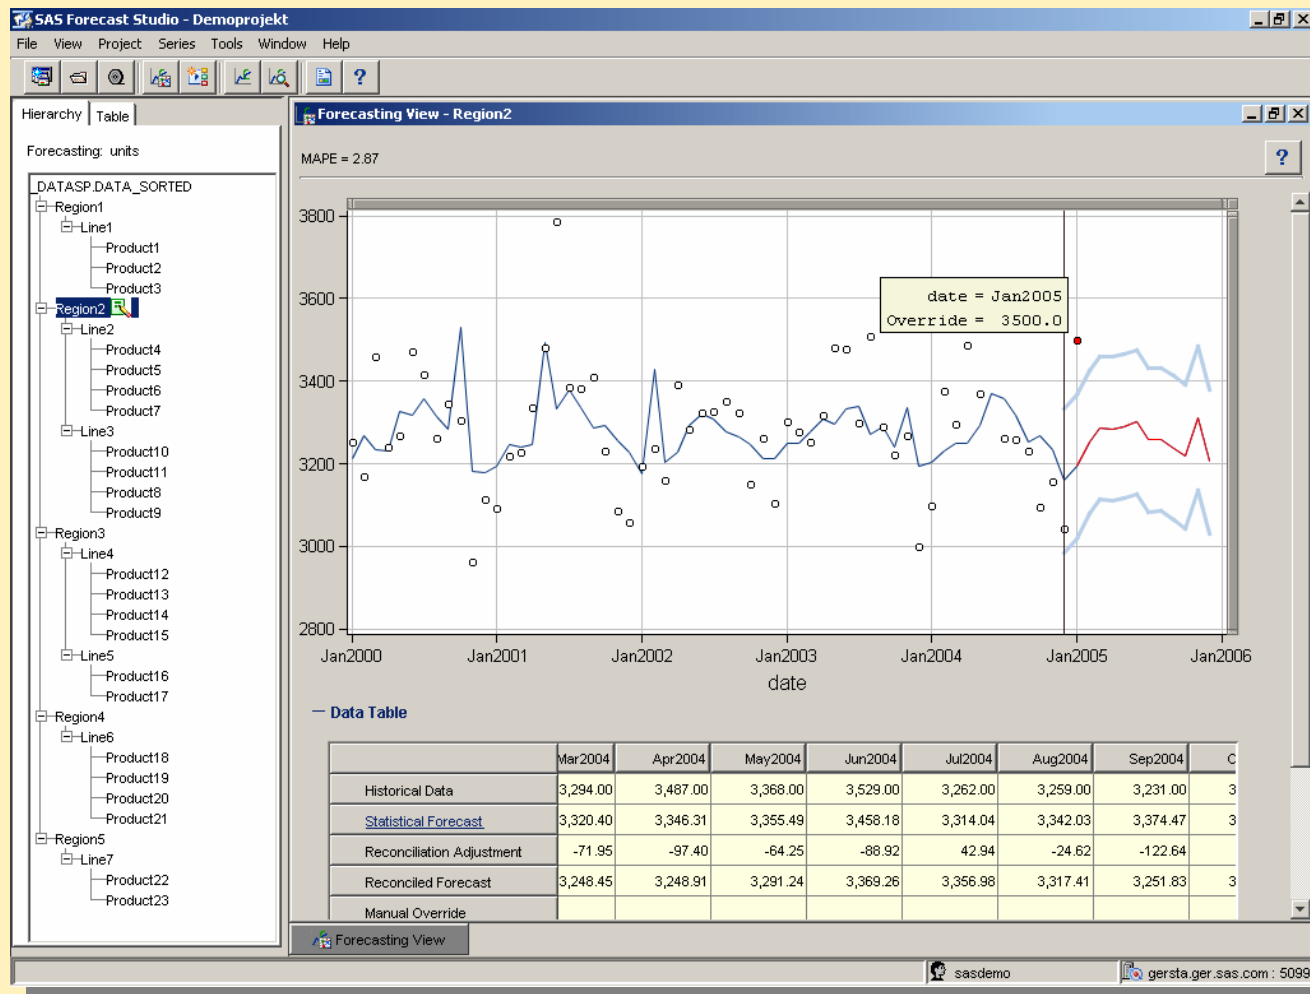 SAS Forecast Studio - Demoprojekt
File View Project Series Tools Window Help
Hierarchy Table
Forecasting: units
_DATASP.DATA_SORTED
Region1
Line1
Product1
Product2
Product3
Region2
Line2
Product4
Product5
Product6
Product7
Line3
Product10
Product11
Product8
Product9
Region3
Line4
Product12
Product13
Product14
Product15
Line5
Product16
Product17
Region4
Line6
Product18
Product19
Product20
Product21
Region5
Line7
Product22
Product23
Forecasting View - Region2
MAPE = 2.87
3800
3600
3400
3200
3000
2800
date = Jan2005
Override = 3500.0
Jan2000 Jan2001 Jan2002 Jan2003 Jan2004 Jan2005 Jan2006
date
Data Table
Mar2004 Apr2004 May2004 Jun2004 Jul2004 Aug2004 Sep2004
Historical Data 3,294.00 3,487.00 3,368.00 3,529.00 3,262.00 3,259.00 3,231.00 3
Statistical Forecast 3,320.40 3,346.31 3,355.49 3,458.18 3,314.04 3,342.03 3,374.47 3
Reconciliation Adjustment -71.95 -97.40 -64.25 -88.92 42.94 -24.62 -122.64
Reconciled Forecast 3,248.45 3,248.91 3,291.24 3,369.26 3,356.98 3,317.41 3,251.83 3
Manual Override
Forecasting View
sasdemo gersta.ger.sas.com : 5099